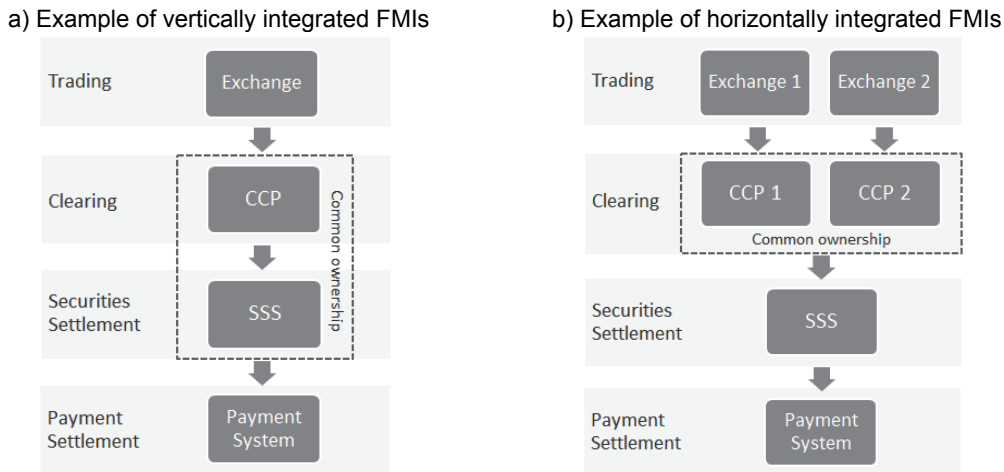 a) Example of vertically integrated FMIs
Trading
Exchange
Clearing
CCP
Common ownership
Securities
Settlement
SSS
Payment
Settlement
Payment
System
b) Example of horizontally integrated FMIs
Trading
Exchange 1
Exchange 2
Clearing
CCP 1
CCP 2
Common ownership
Securities
Settlement
SSS
Payment
Settlement
Payment
System